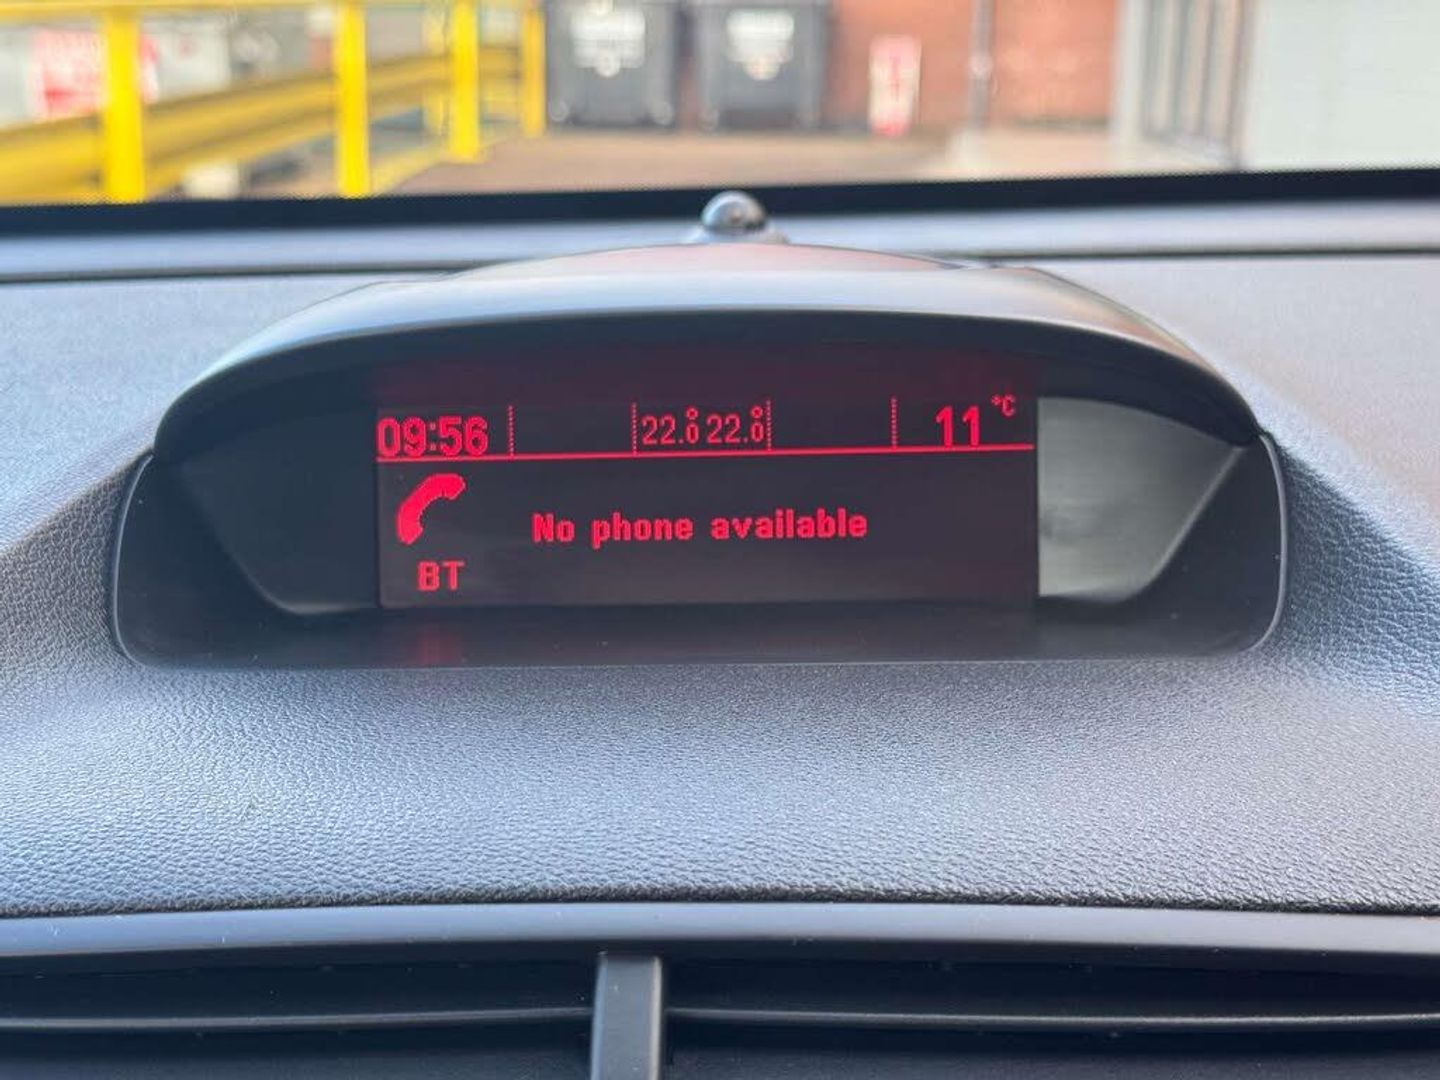 09:56 22.0° 22.0° 11 °C
No phone available
BT